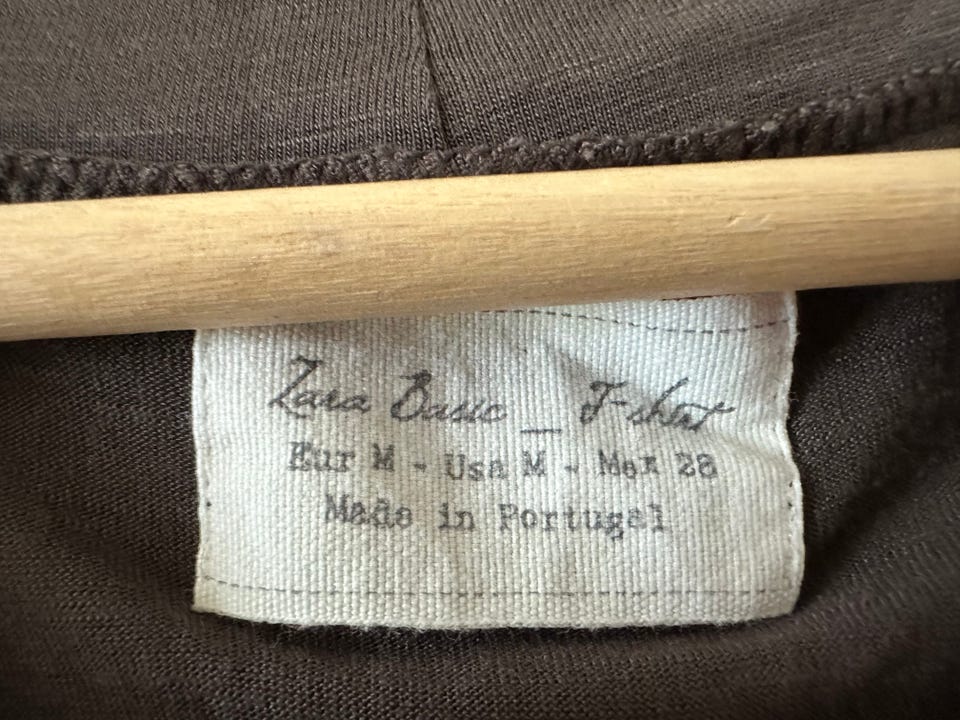 Zara Basic _ T-shirt
Eur M - Usa M - Mex 28
Made in Portugal